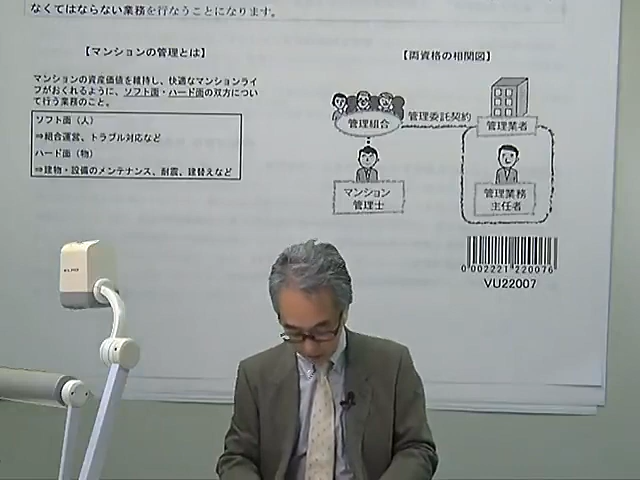 なくてはならない業務を行なうことになります。
【マンションの管理とは】
マンションの資産価値を維持し、快適なマンションライ
フがおくれるように、ソフト面・ハード面の双方につい
て行う業務のこと。
ソフト面（人）
⇒組合運営、トラブル対応など
ハード面（物）
⇒建物・設備のメンテナンス、耐震、建替えなど
【両資格の相関図】
管理組合
管理委託契約
管理業者
マンション
管理士
管理業務
主任者
0 002221 220076
VU22007
ELMO